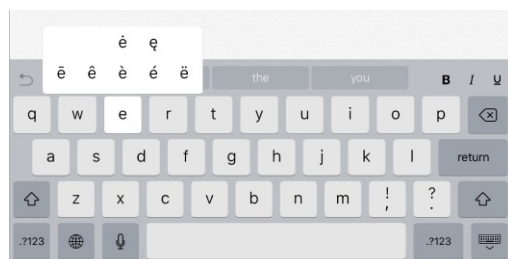 ė ę
ē ê è é ë
the you B I U
q w e r t y u i o p
a s d f g h j k l return
z x c v b n m ! , ? .
.?123 .?123